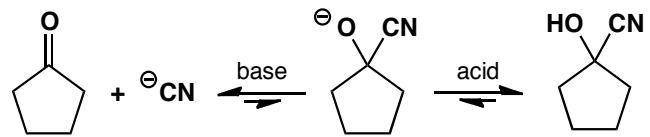 O
+ ⊖CN
base
⊖O CN
acid
HO CN